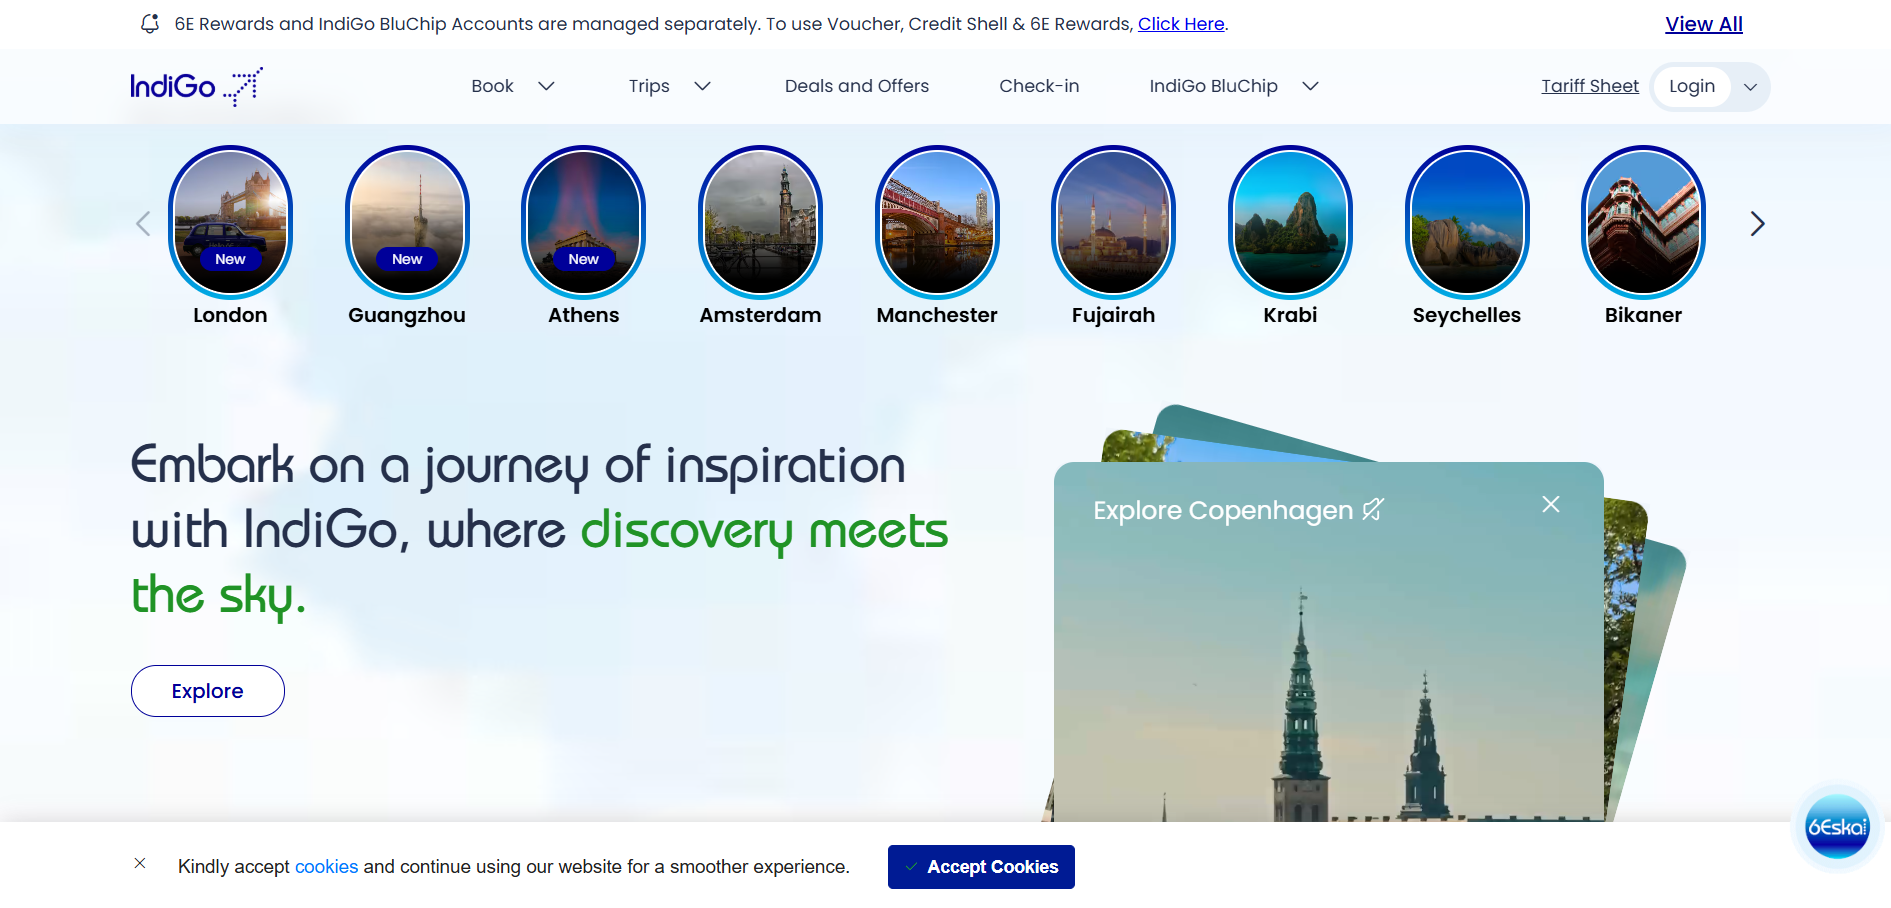 6E Rewards and IndiGo BluChip Accounts are managed separately. To use Voucher, Credit Shell & 6E Rewards, Click Here.
View All
IndiGo
Book
Trips
Deals and Offers
Check-in
IndiGo BluChip
Tariff Sheet
Login
New
New
New
London
Guangzhou
Athens
Amsterdam
Manchester
Fujairah
Krabi
Seychelles
Bikaner
Embark on a journey of inspiration
with IndiGo, where discovery meets
the sky.
Explore
Explore Copenhagen
6Eskai
Kindly accept cookies and continue using our website for a smoother experience.
Accept Cookies